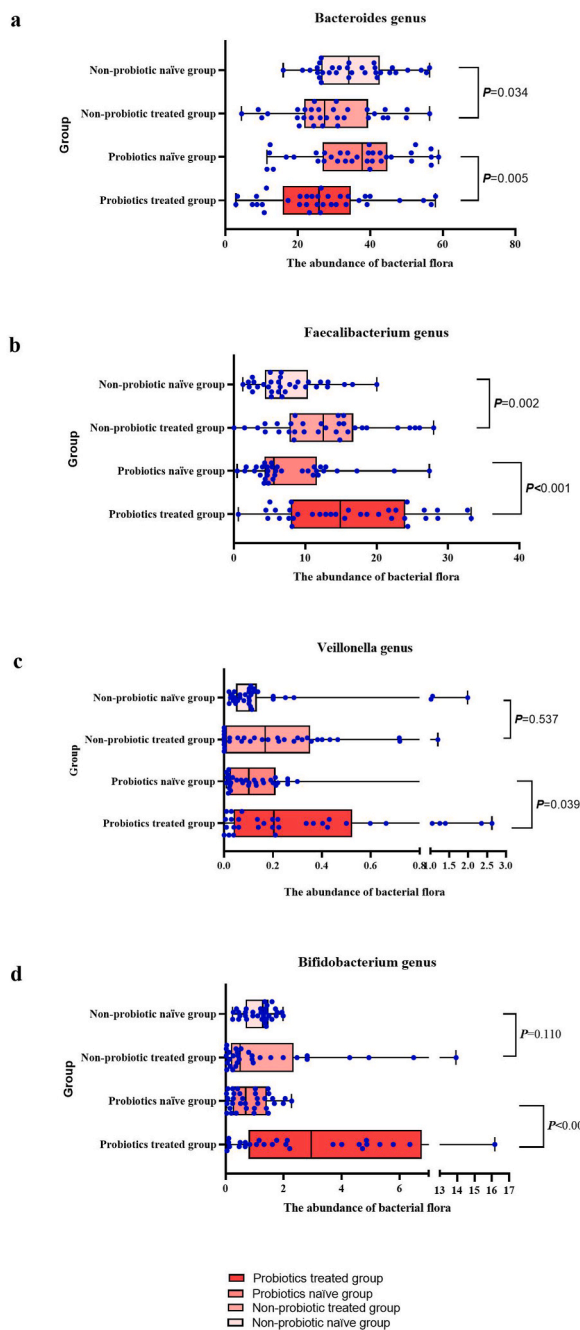 a
Bacteroides genus
Non-probiotic naïve group
Non-probiotic treated group
Probiotics naïve group
Probiotics treated group
Group
P=0.034
P=0.005
0 20 40 60 80
The abundance of bacterial flora
b
Faecalibacterium genus
Non-probiotic naïve group
Non-probiotic treated group
Probiotics naïve group
Probiotics treated group
Group
P=0.002
P<0.001
0 10 20 30 40
The abundance of bacterial flora
c
Veillonella genus
Non-probiotic naïve group
Non-probiotic treated group
Probiotics naïve group
Probiotics treated group
Group
P=0.537
P=0.039
0.0 0.2 0.4 0.6 0.8 1.0 1.5 2.0 2.5 3.0
The abundance of bacterial flora
d
Bifidobacterium genus
Non-probiotic naïve group
Non-probiotic treated group
Probiotics naïve group
Probiotics treated group
Group
P=0.110
P<0.00
0 2 4 6 13 14 15 16 17
The abundance of bacterial flora
Probiotics treated group
Probiotics naïve group
Non-probiotic treated group
Non-probiotic naïve group